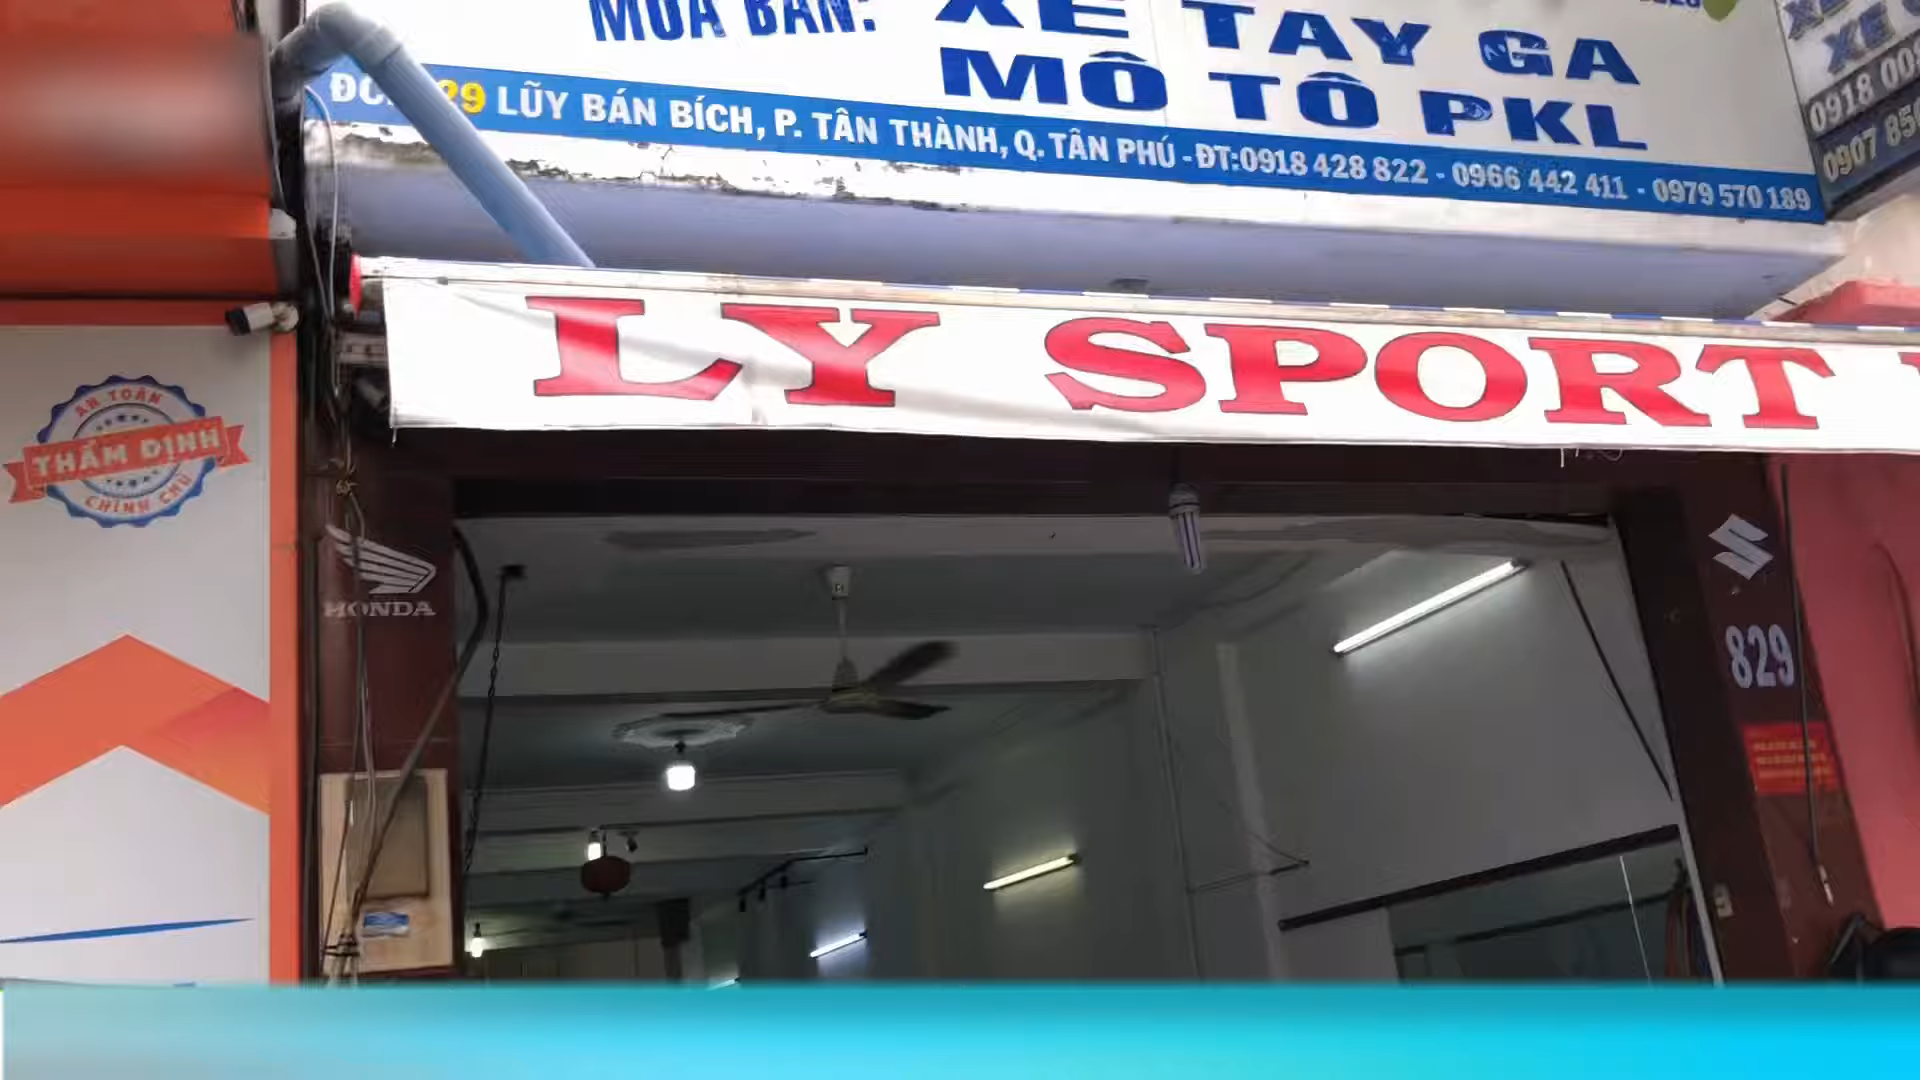 MUA BÁN: XE TAY GA
MÔ TÔ PKL
29 LŨY BÁN BÍCH, P. TÂN THÀNH, Q. TÂN PHÚ - ĐT:0918 428 822 - 0966 442 411 - 0979 570 189
0918 00
0907 85
LY SPORT
AN TOÀN
THẨM ĐỊNH
CHÍNH CHỦ
HONDA
829